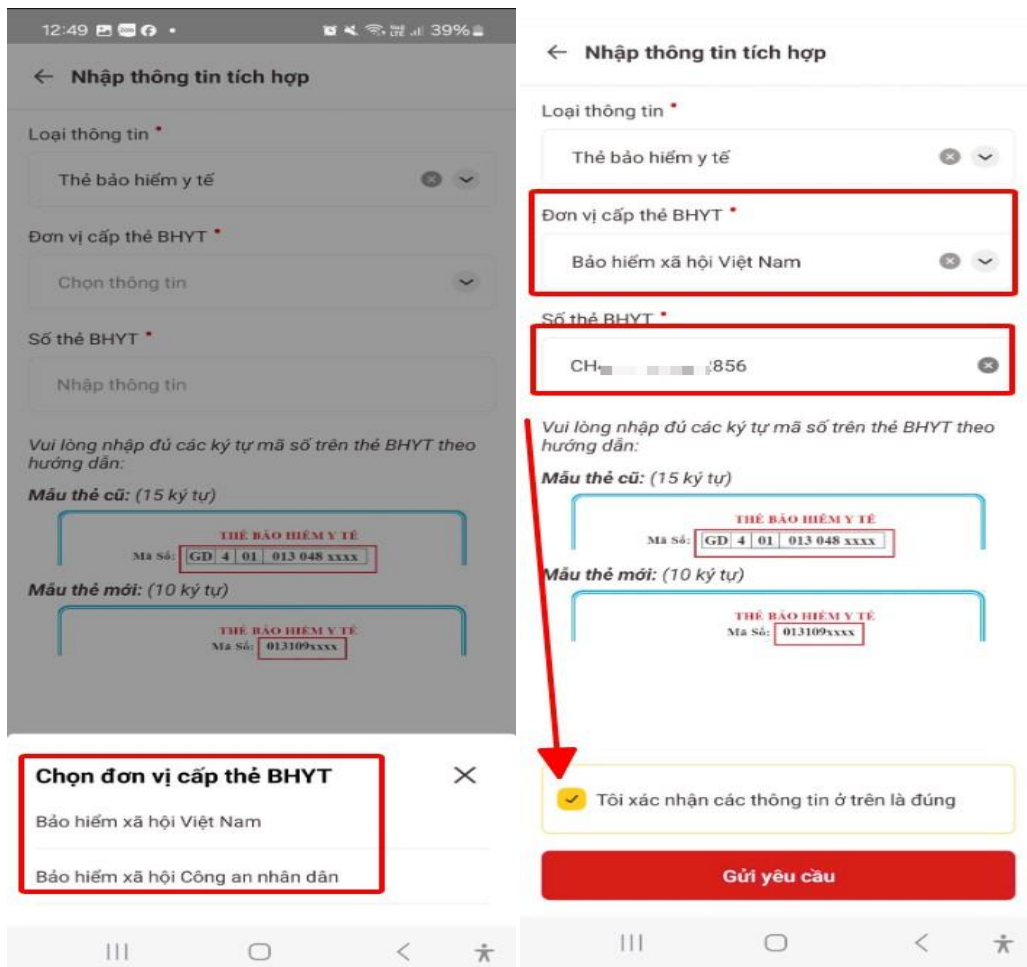 12:49
39%
Nhập thông tin tích hợp
Loại thông tin *
Thẻ bảo hiểm y tế
Đơn vị cấp thẻ BHYT *
Chọn thông tin
Số thẻ BHYT *
Nhập thông tin
Vui lòng nhập đủ các ký tự mã số trên thẻ BHYT theo
hướng dẫn:
Mẫu thẻ cũ: (15 ký tự)
THẺ BẢO HIỂM Y TẾ
Mã Số: GD 4 01 013 048 xxxx
Mẫu thẻ mới: (10 ký tự)
THẺ BẢO HIỂM Y TẾ
Mã Số: 013109xxxx
Chọn đơn vị cấp thẻ BHYT
Bảo hiểm xã hội Việt Nam
Bảo hiểm xã hội Công an nhân dân
Nhập thông tin tích hợp
Loại thông tin *
Thẻ bảo hiểm y tế
Đơn vị cấp thẻ BHYT *
Bảo hiểm xã hội Việt Nam
Số thẻ BHYT *
CH 856
Vui lòng nhập đủ các ký tự mã số trên thẻ BHYT theo
hướng dẫn:
Mẫu thẻ cũ: (15 ký tự)
THẺ BẢO HIỂM Y TẾ
Mã Số: GD 4 01 013 048 xxxx
Mẫu thẻ mới: (10 ký tự)
THẺ BẢO HIỂM Y TẾ
Mã Số: 013109xxxx
Tôi xác nhận các thông tin ở trên là đúng
Gửi yêu cầu